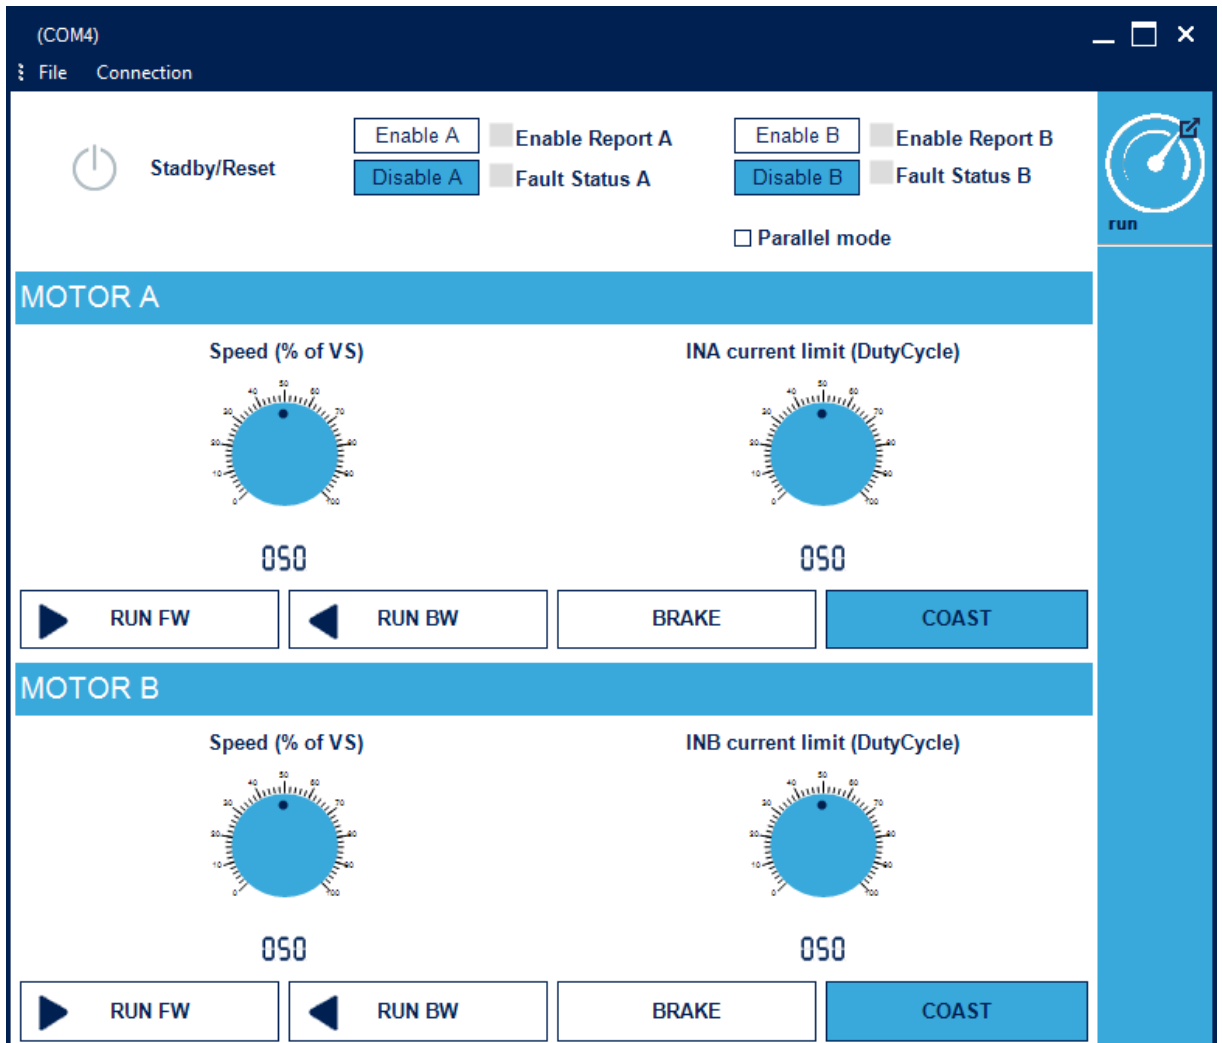 (COM4)
File Connection
Enable A Enable Report A Enable B Enable Report B
Stadby/Reset
Disable A Fault Status A Disable B Fault Status B
run
Parallel mode
MOTOR A
Speed (% of VS) INA current limit (DutyCycle)
050 050
RUN FW RUN BW BRAKE COAST
MOTOR B
Speed (% of VS) INB current limit (DutyCycle)
050 050
RUN FW RUN BW BRAKE COAST